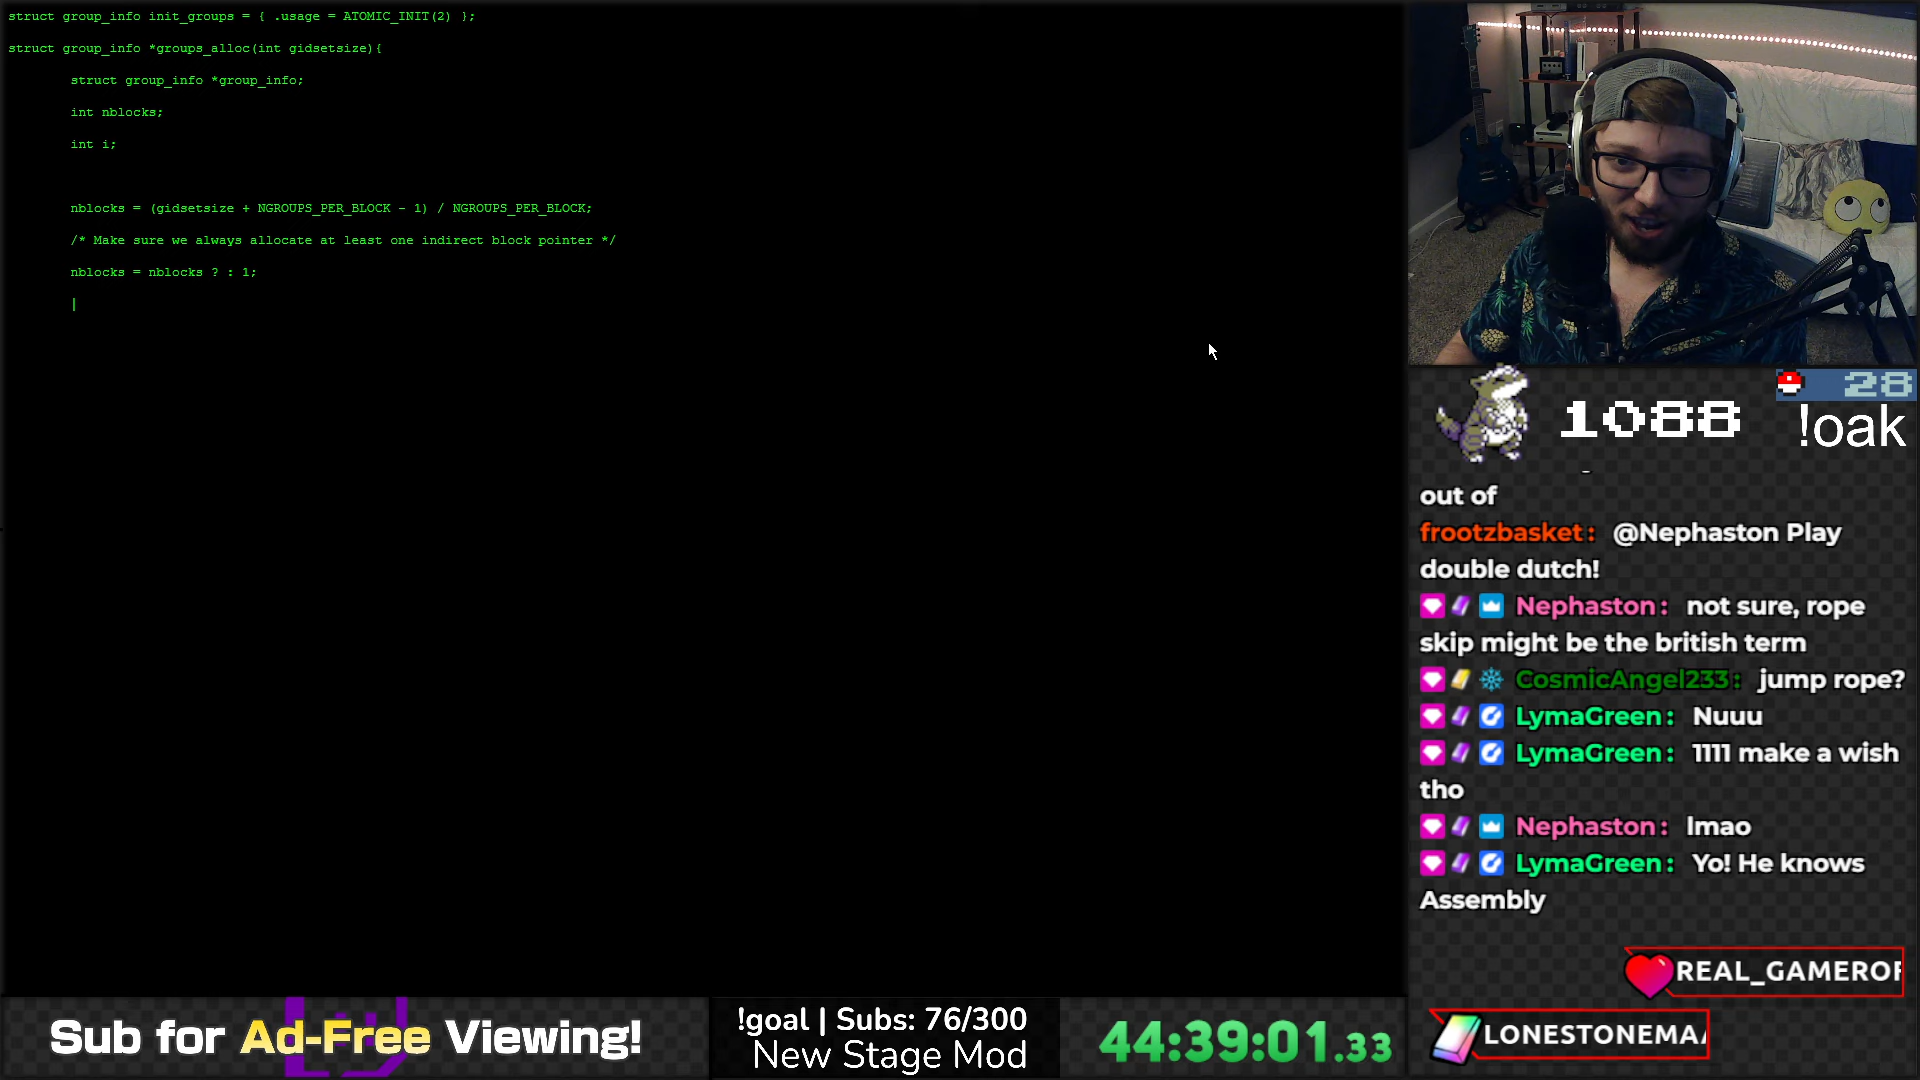 struct group_info init_groups = { .usage = ATOMIC_INIT(2) };
struct group_info *groups_alloc(int gidsetsize){
struct group_info *group_info;
int nblocks;
int i;
nblocks = (gidsetsize + NGROUPS_PER_BLOCK - 1) / NGROUPS_PER_BLOCK;
/* Make sure we always allocate at least one indirect block pointer */
nblocks = nblocks ? : 1;
28
1088
!oak
out of
frootzbasket: @Nephaston Play
double dutch!
Nephaston: not sure, rope
skip might be the british term
CosmicAngel233: jump rope?
LymaGreen: Nuuu
LymaGreen: 1111 make a wish
tho
Nephaston: lmao
LymaGreen: Yo! He knows
Assembly
REAL_GAMEROF
LONESTONEMA
Sub for Ad-Free Viewing!
!goal | Subs: 76/300
New Stage Mod
44:39:01.33